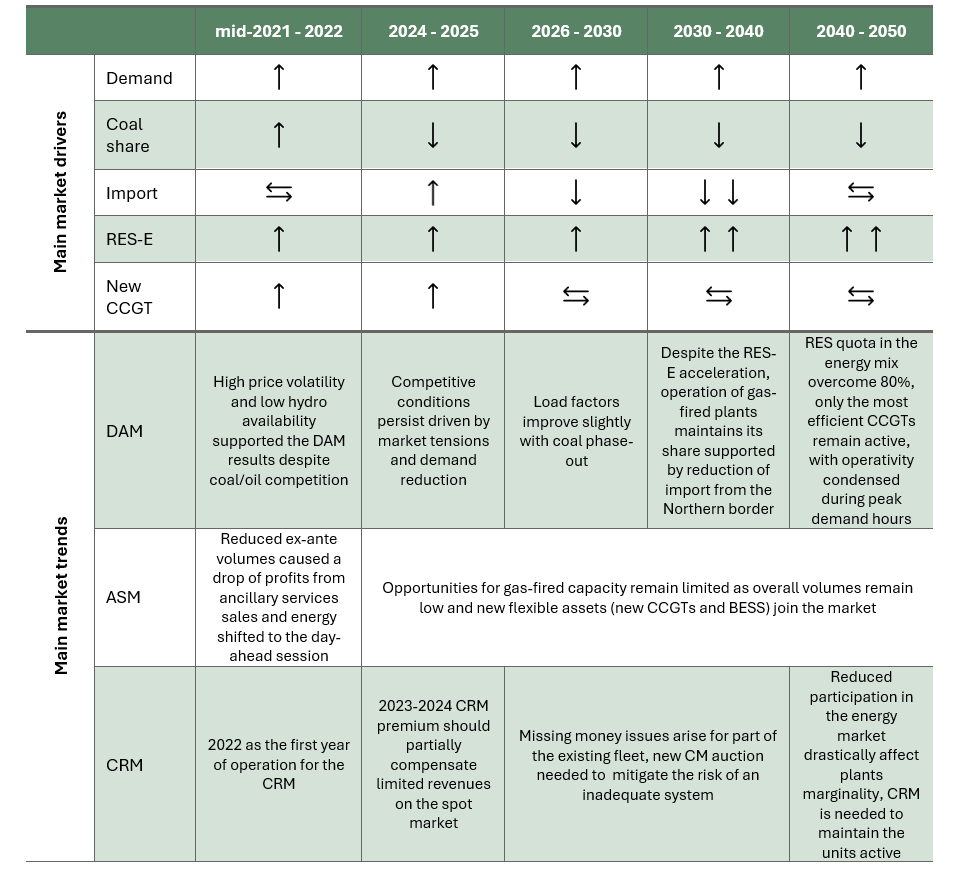 mid-2021 - 2022
2024 - 2025
2026 - 2030
2030 - 2040
2040 - 2050
Main market drivers
Demand
↑
↑
↑
↑
↑
Coal
share
↑
↓
↓
↓
↓
Import
⇆
↑
↓
↓ ↓
⇆
RES-E
↑
↑
↑
↑ ↑
↑ ↑
New
CCGT
↑
↑
⇆
⇆
⇆
Main market trends
DAM
High price volatility
and low hydro
availability
supported the DAM
results despite
coal/oil competition
Competitive
conditions
persist driven by
market tensions
and demand
reduction
Load factors
improve slightly
with coal phase-
out
Despite the RES-
E acceleration,
operation of gas-
fired plants
maintains its
share supported
by reduction of
import from the
Northern border
RES quota in the
energy mix
overcome 80%,
only the most
efficient CCGTs
remain active,
with operativity
condensed
during peak
demand hours
ASM
Reduced ex-ante
volumes caused a
drop of profits from
ancillary services
sales and energy
shifted to the day-
ahead session
Opportunities for gas-fired capacity remain limited as overall volumes remain
low and new flexible assets (new CCGTs and BESS) join the market
CRM
2022 as the first year
of operation for the
CRM
2023-2024 CRM
premium should
partially
compensate
limited revenues
on the spot
market
Missing money issues arise for part of
the existing fleet, new CM auction
needed to  mitigate the risk of an
inadequate system
Reduced
participation in
the energy
market
drastically affect
plants
marginality, CRM
is needed to
maintain the
units active